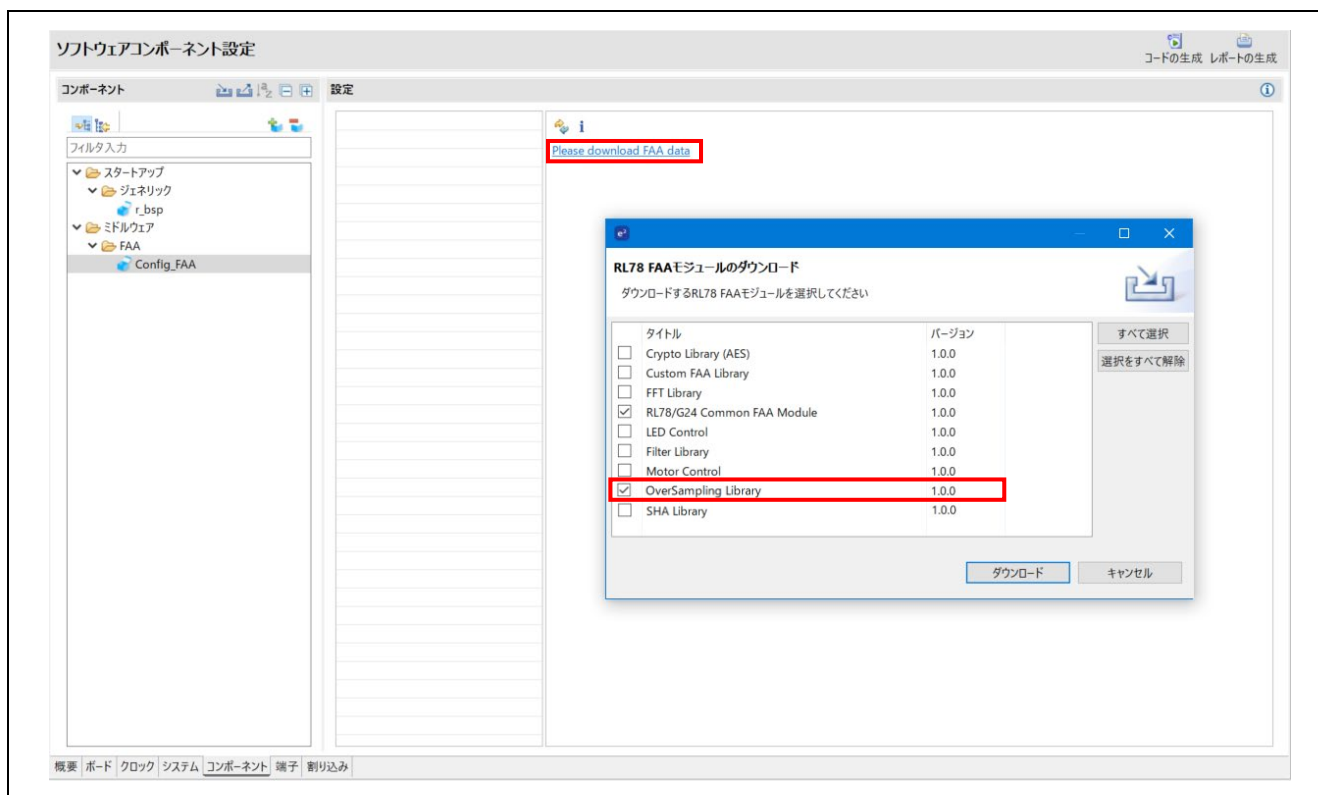 ソフトウェアコンポーネント設定
コードの生成 レポートの生成
コンポーネント
設定
フィルタ入力
スタートアップ
ジェネリック
r_bsp
ミドルウェア
FAA
Config_FAA
Please download FAA data
RL78 FAAモジュールのダウンロード
ダウンロードするRL78 FAAモジュールを選択してください
タイトル バージョン
Crypto Library (AES) 1.0.0
Custom FAA Library 1.0.0
FFT Library 1.0.0
RL78/G24 Common FAA Module 1.0.0
LED Control 1.0.0
Filter Library 1.0.0
Motor Control 1.0.0
OverSampling Library 1.0.0
SHA Library 1.0.0
すべて選択
選択をすべて解除
ダウンロード キャンセル
概要 ボード クロック システム コンポーネント 端子 割り込み